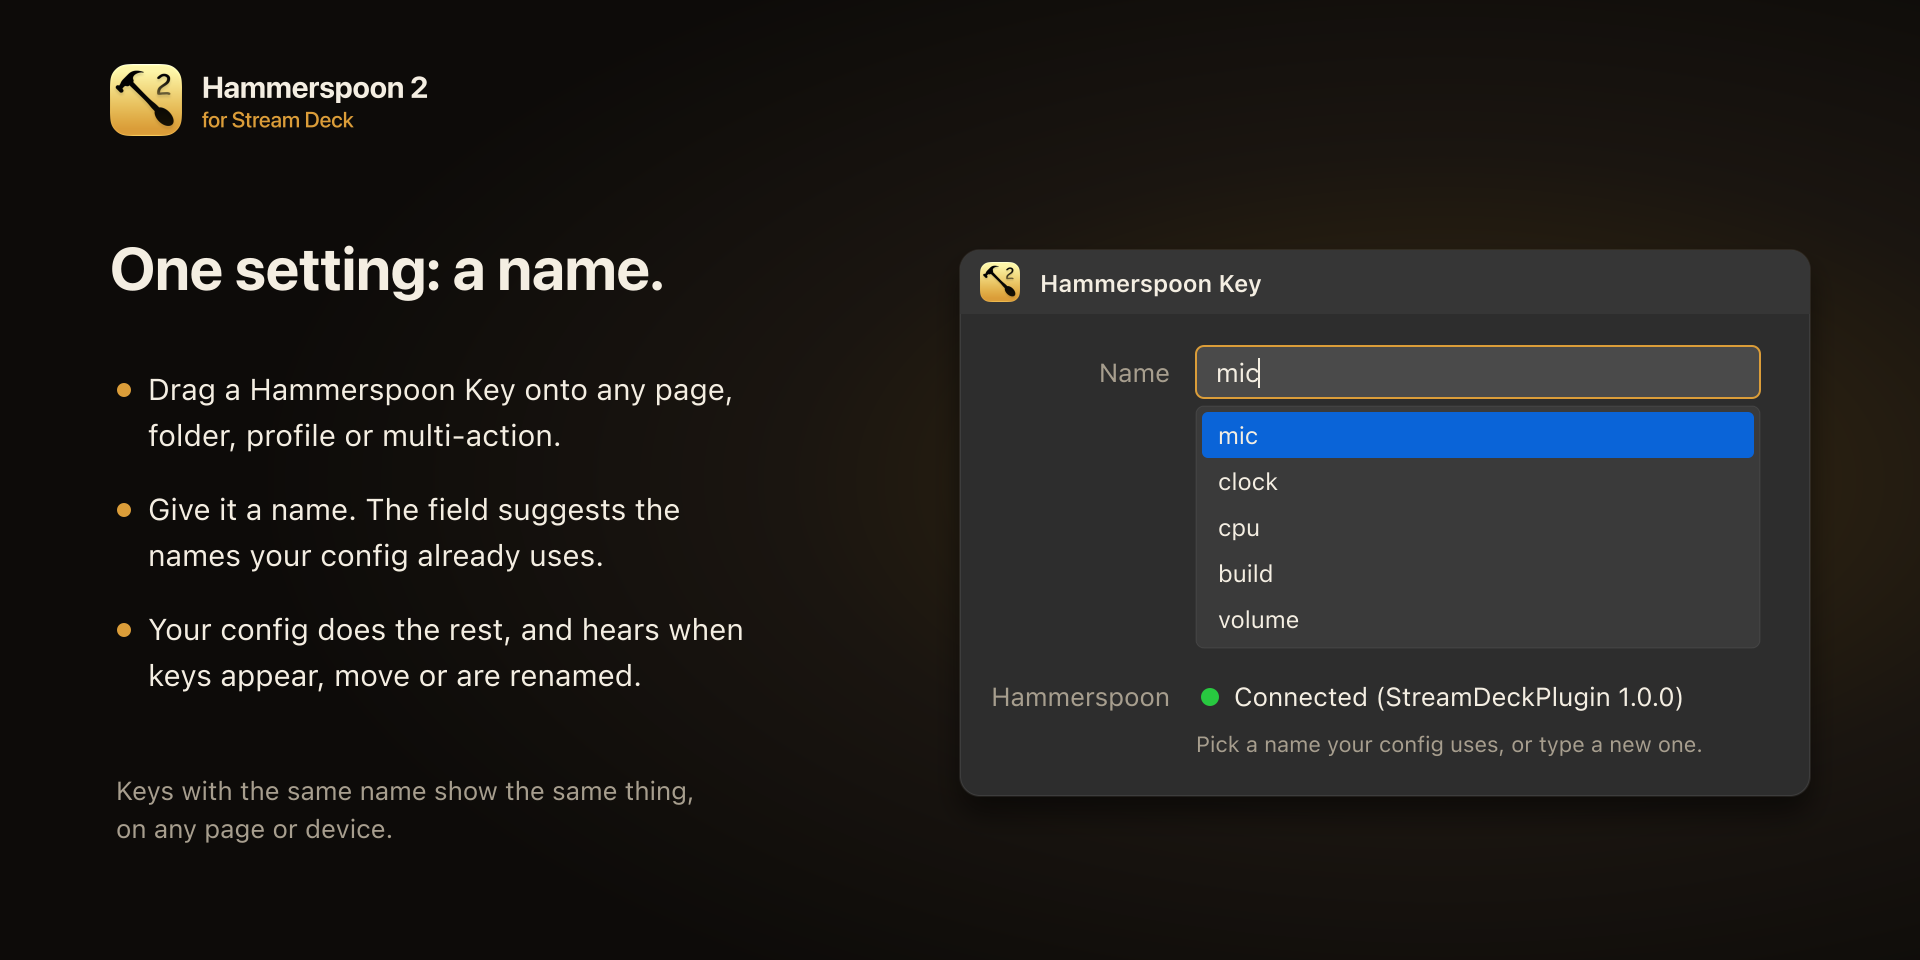 2
Hammerspoon 2
for Stream Deck
One setting: a name.
Drag a Hammerspoon Key onto any page,
folder, profile or multi-action.
Give it a name. The field suggests the
names your config already uses.
Your config does the rest, and hears when
keys appear, move or are renamed.
Keys with the same name show the same thing,
on any page or device.
2
Hammerspoon Key
Name
mic
mic
clock
cpu
build
volume
Hammerspoon
Connected (StreamDeckPlugin 1.0.0)
Pick a name your config uses, or type a new one.